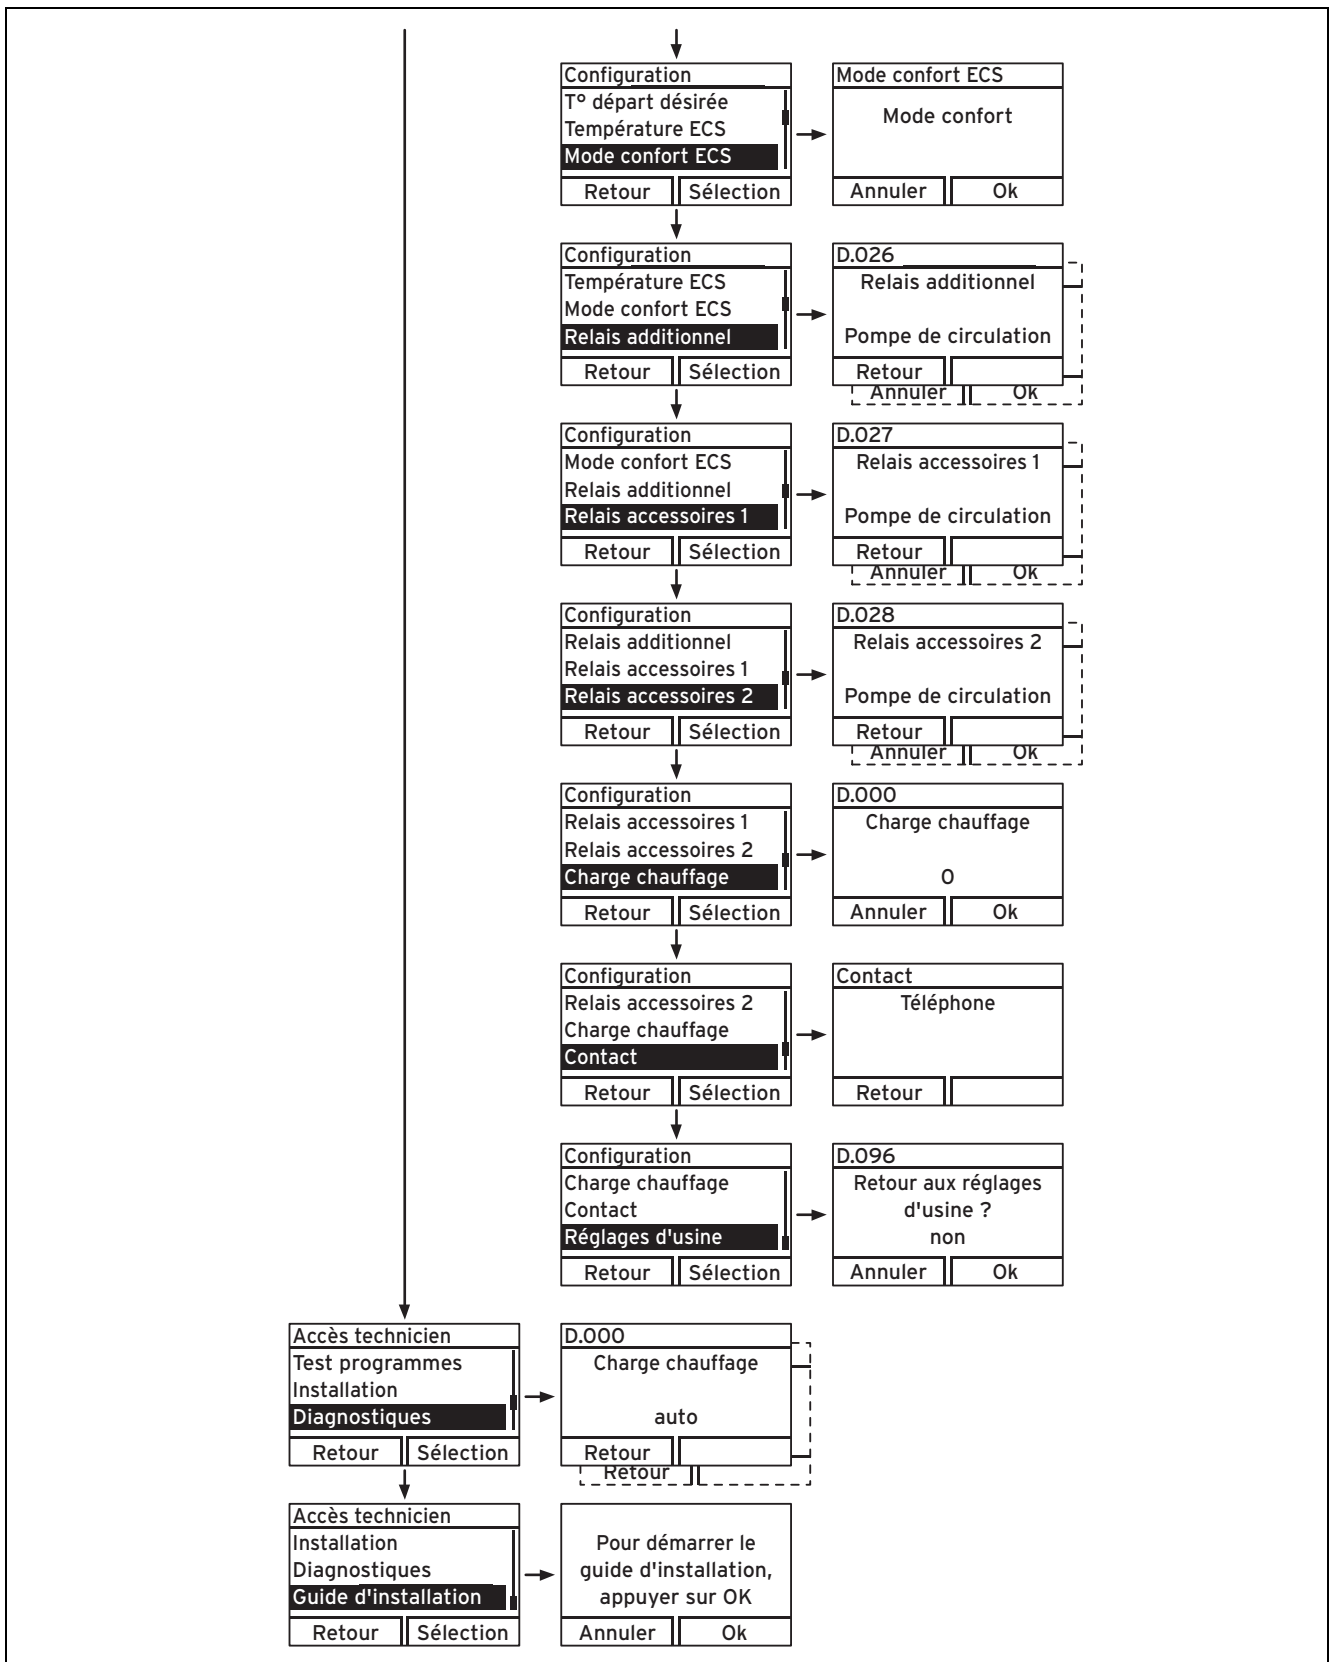 Configuration
T° départ désirée
Température ECS
Mode confort ECS
Retour Sélection
Mode confort ECS
Mode confort
Annuler Ok
Configuration
Température ECS
Mode confort ECS
Relais additionnel
Retour Sélection
D.026
Relais additionnel
Pompe de circulation
Retour
Annuler Ok
Configuration
Mode confort ECS
Relais additionnel
Relais accessoires 1
Retour Sélection
D.027
Relais accessoires 1
Pompe de circulation
Retour
Annuler Ok
Configuration
Relais additionnel
Relais accessoires 1
Relais accessoires 2
Retour Sélection
D.028
Relais accessoires 2
Pompe de circulation
Retour
Annuler Ok
Configuration
Relais accessoires 1
Relais accessoires 2
Charge chauffage
Retour Sélection
D.000
Charge chauffage
0
Annuler Ok
Configuration
Relais accessoires 2
Charge chauffage
Contact
Retour Sélection
Contact
Téléphone
Retour
Configuration
Charge chauffage
Contact
Réglages d'usine
Retour Sélection
D.096
Retour aux réglages
d'usine ?
non
Annuler Ok
Accès technicien
Test programmes
Installation
Diagnostiques
Retour Sélection
D.000
Charge chauffage
auto
Retour
Retour
Accès technicien
Installation
Diagnostiques
Guide d'installation
Retour Sélection
Pour démarrer le
guide d'installation,
appuyer sur OK
Annuler Ok